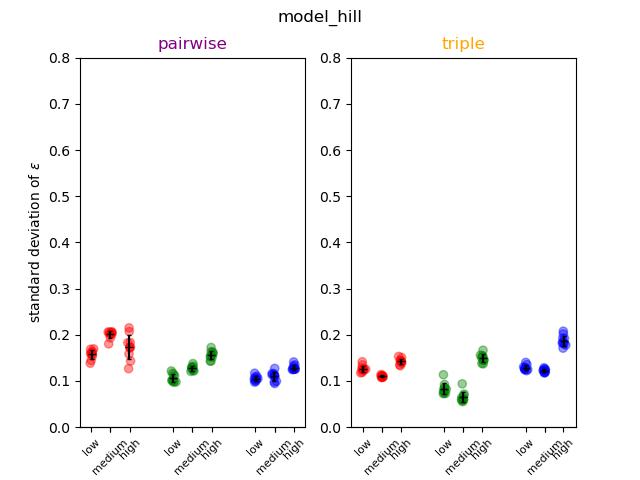 model_hill
pairwise
triple
standard deviation of ε
0.8
0.7
0.6
0.5
0.4
0.3
0.2
0.1
0.0
low
medium
high
low
medium
high
low
medium
high
0.8
0.7
0.6
0.5
0.4
0.3
0.2
0.1
0.0
low
medium
high
low
medium
high
low
medium
high